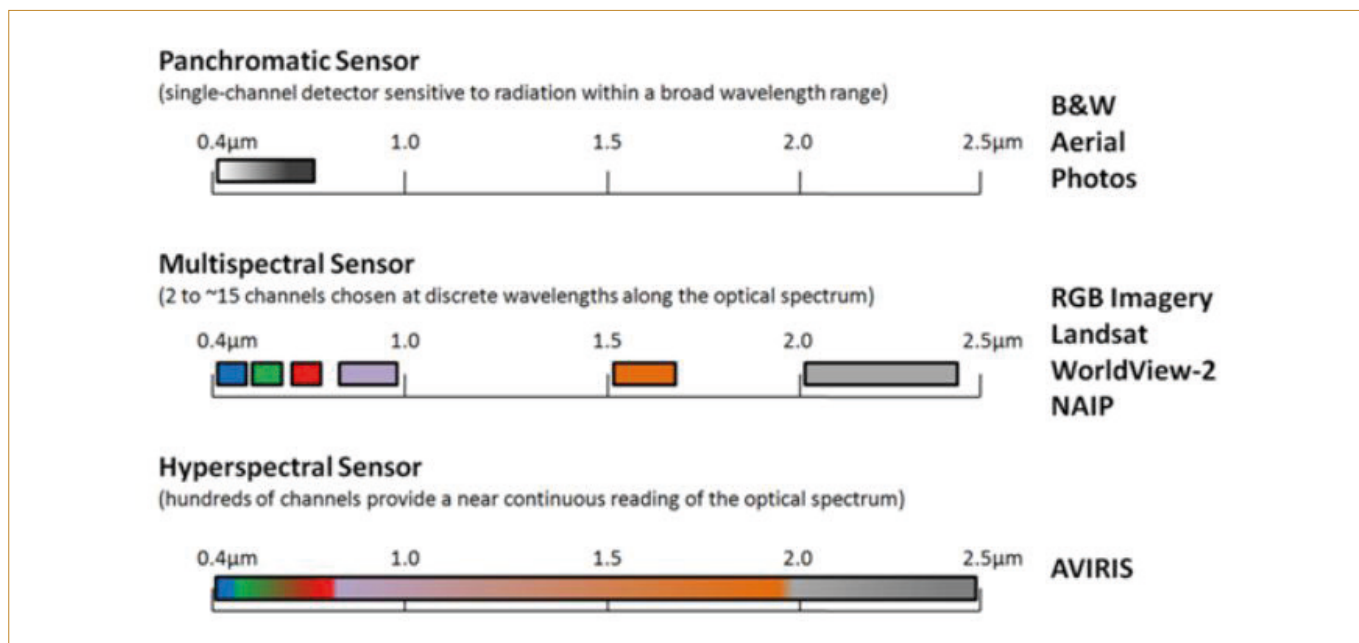 Panchromatic Sensor
(single-channel detector sensitive to radiation within a broad wavelength range)
0.4µm 1.0 1.5 2.0 2.5µm
B&W
Aerial
Photos
Multispectral Sensor
(2 to ~15 channels chosen at discrete wavelengths along the optical spectrum)
0.4µm 1.0 1.5 2.0 2.5µm
RGB Imagery
Landsat
WorldView-2
NAIP
Hyperspectral Sensor
(hundreds of channels provide a near continuous reading of the optical spectrum)
0.4µm 1.0 1.5 2.0 2.5µm
AVIRIS